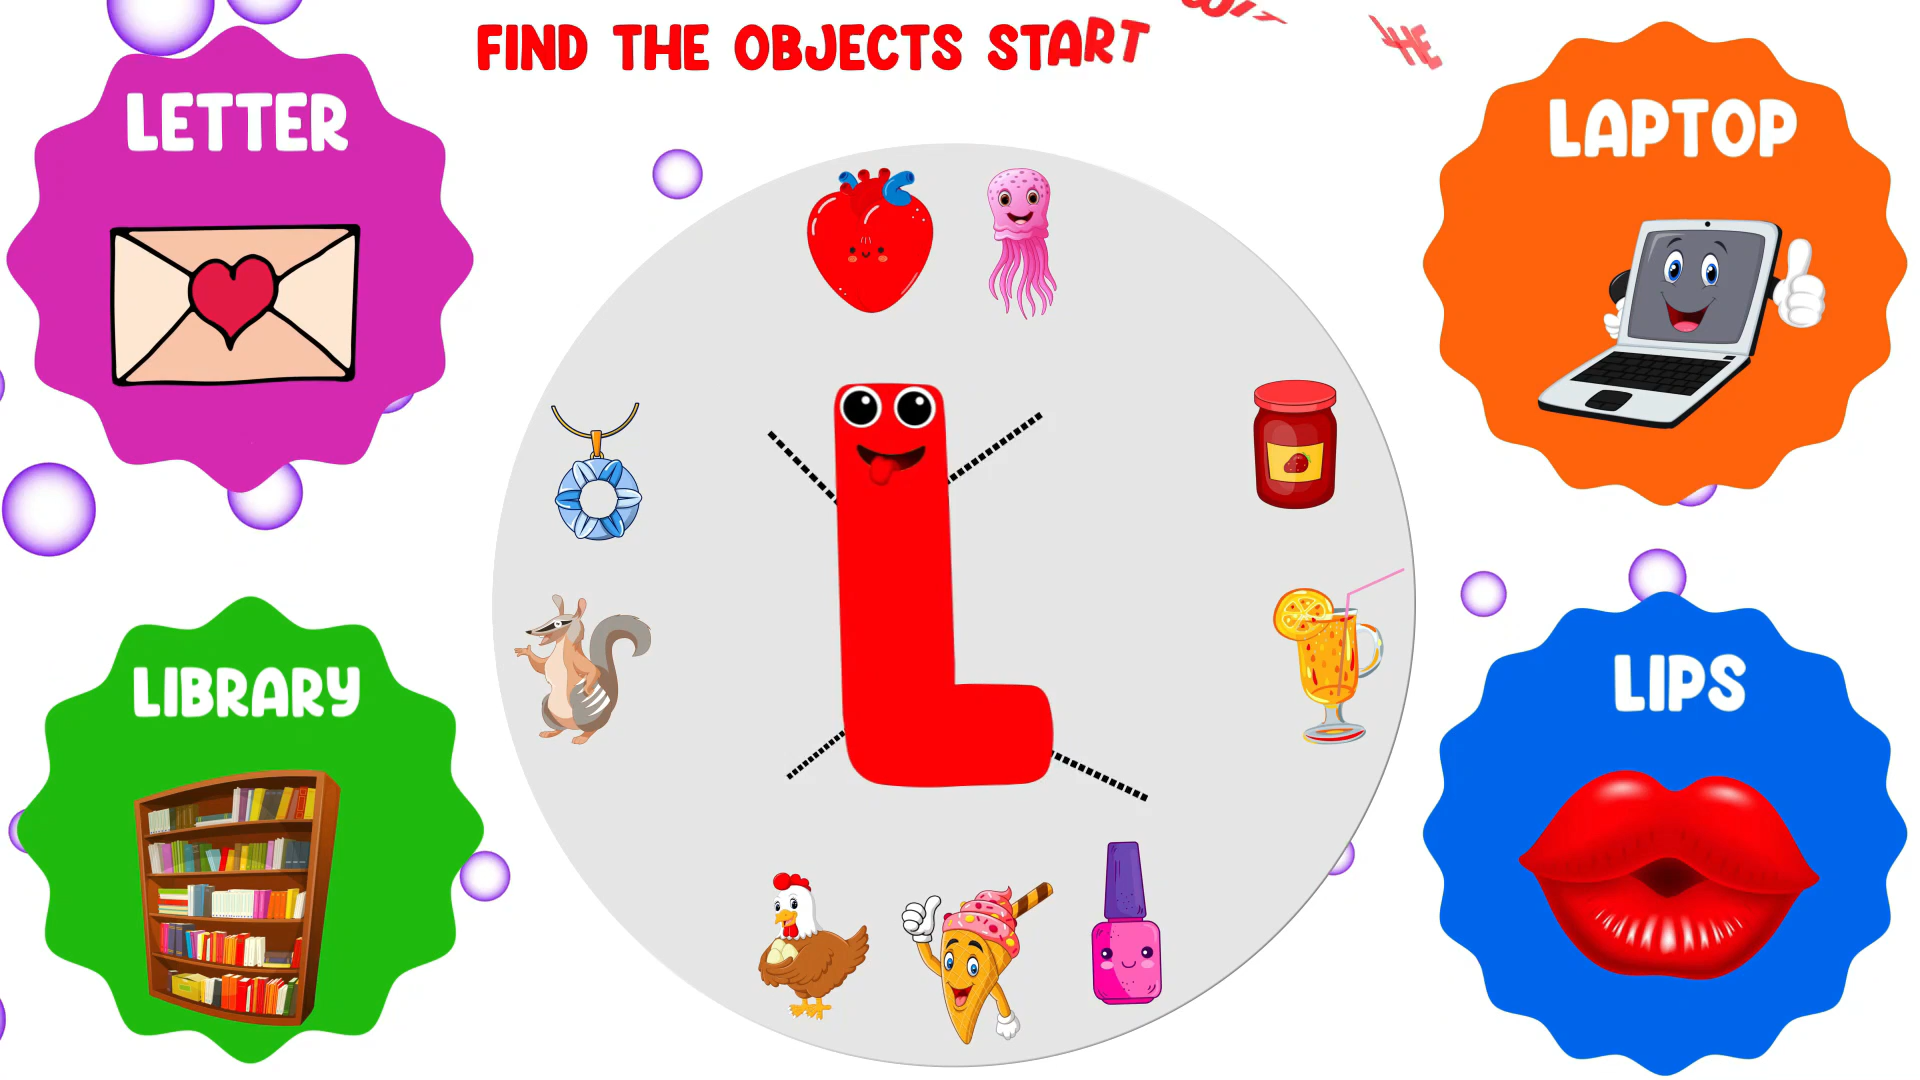 FIND THE OBJECTS START
LETTER
LAPTOP
L
LIBRARY
LIPS